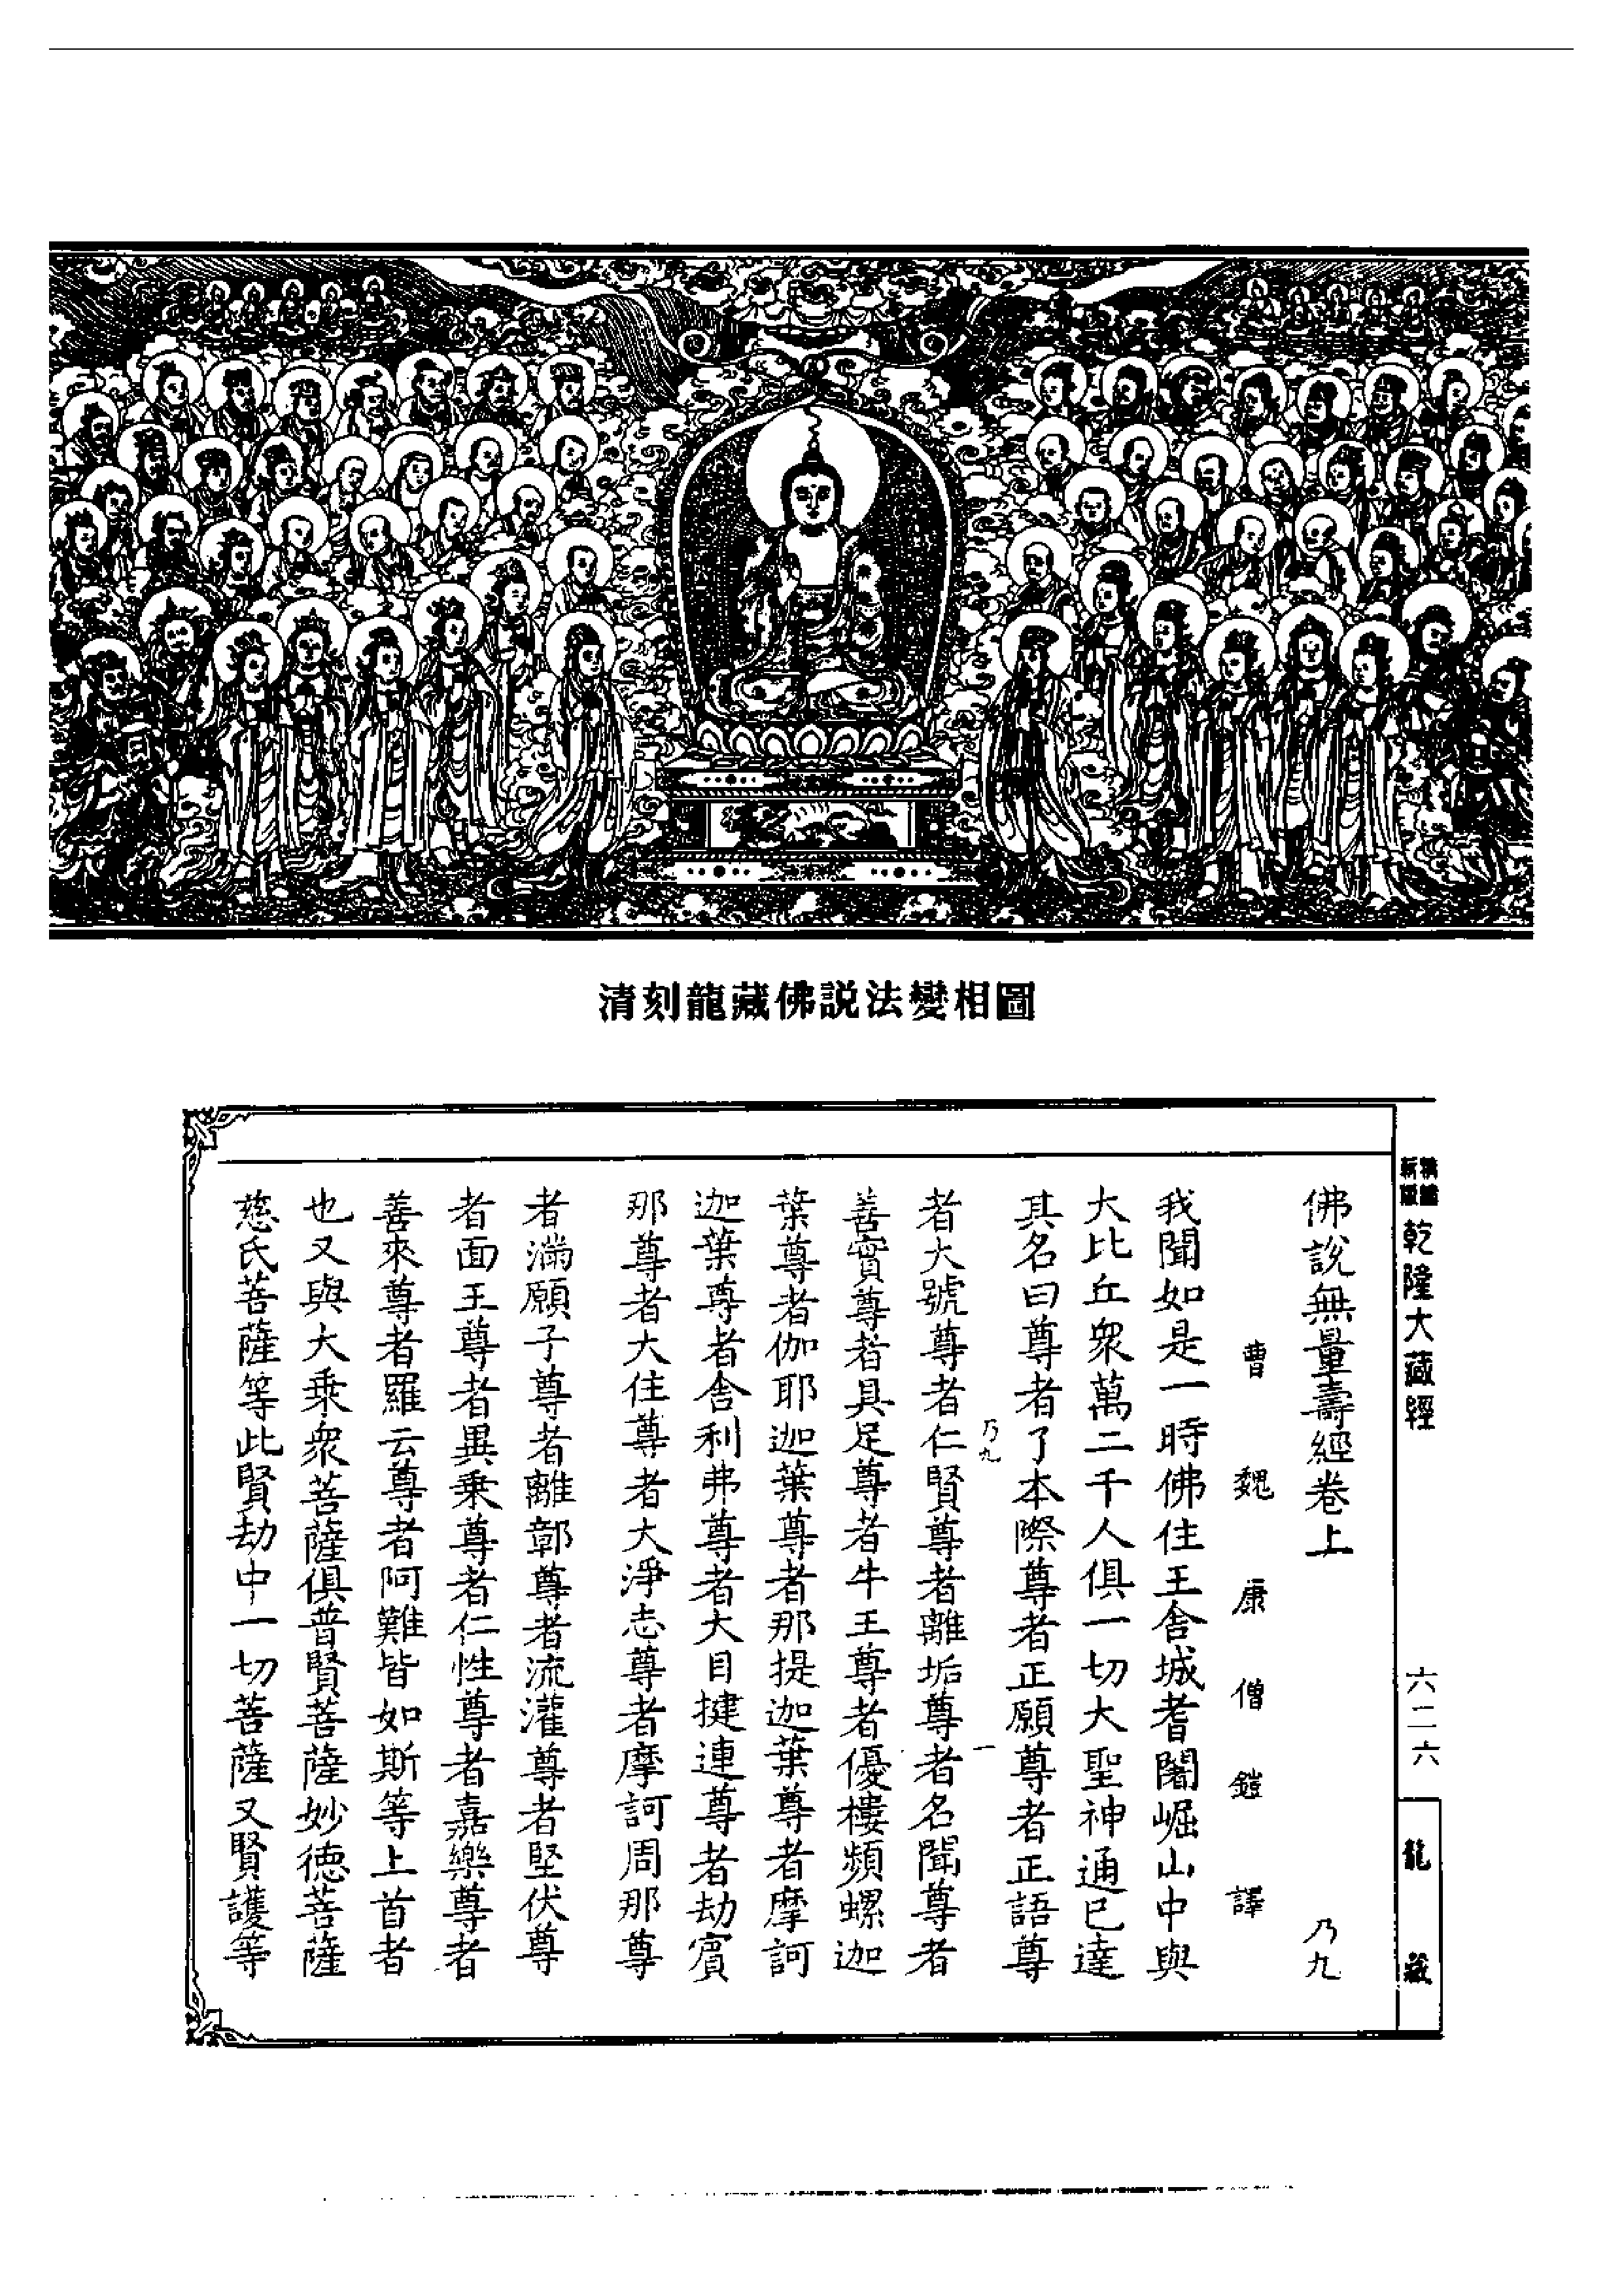 清刻龍藏佛説法變相圖
乾隆大藏經
六二六
龍藏
佛說無量壽經卷上
乃九
曹魏康僧鎧譯
我聞如是一時佛住王舍城耆闍崛山中與
大比丘衆萬二千人俱一切大聖神通已達
其名曰尊者了本際尊者正願尊者正語尊
乃九
一
者大號尊者仁賢尊者離垢尊者名聞尊者
善實尊者具足尊者牛王尊者優樓頻螺迦
葉尊者伽耶迦葉尊者那提迦葉尊者摩訶
迦葉尊者舍利弗尊者大目揵連尊者劫賓
那尊者大住尊者大淨志尊者摩訶周那尊
者滿願子尊者離鄣尊者流灌尊者堅伏尊
者面王尊者異乗尊者仁性尊者嘉樂尊者
善來尊者羅云尊者阿難皆如斯等上首者
也又與大乗衆菩薩俱普賢菩薩妙徳菩薩
慈氏菩薩等此賢劫中一切菩薩又賢護等